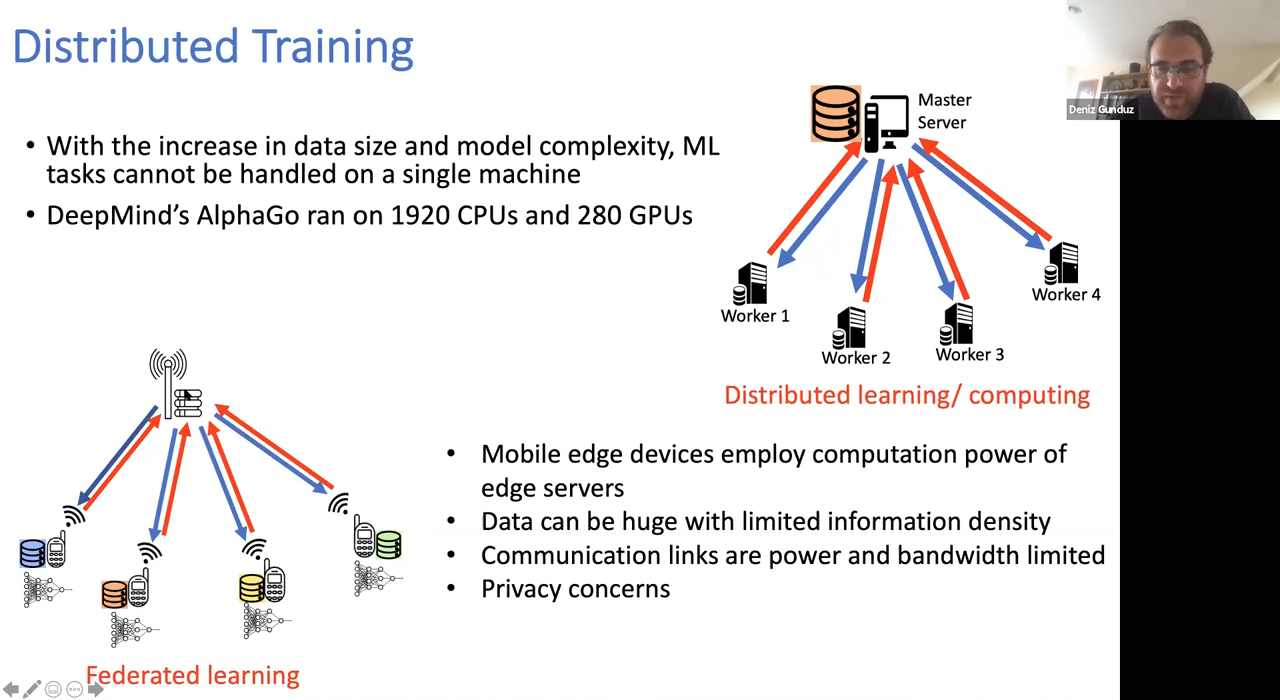 Distributed Training
Deniz Gunduz
Master
Server
• With the increase in data size and model complexity, ML
tasks cannot be handled on a single machine
• DeepMind's AlphaGo ran on 1920 CPUs and 280 GPUs
Worker 1
Worker 2
Worker 3
Worker 4
Distributed learning/ computing
• Mobile edge devices employ computation power of
edge servers
• Data can be huge with limited information density
• Communication links are power and bandwidth limited
• Privacy concerns
Federated learning